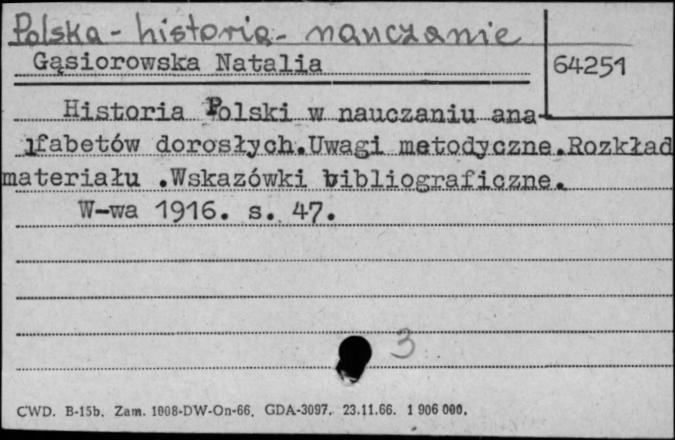 Polska - historia - nauczanie
Gąsiorowska Natalia
64251
Historia Polski w nauczaniu ana-
lfabetów dorosłych.Uwagi metodyczne.Rozkład
materiału .Wskazówki bibliograficzne.
W-wa 1916. s. 47.
3
CWD. B-15b. Zam. 1008-DW-On-66. GDA-3097. 23.11.66. 1 906 000.